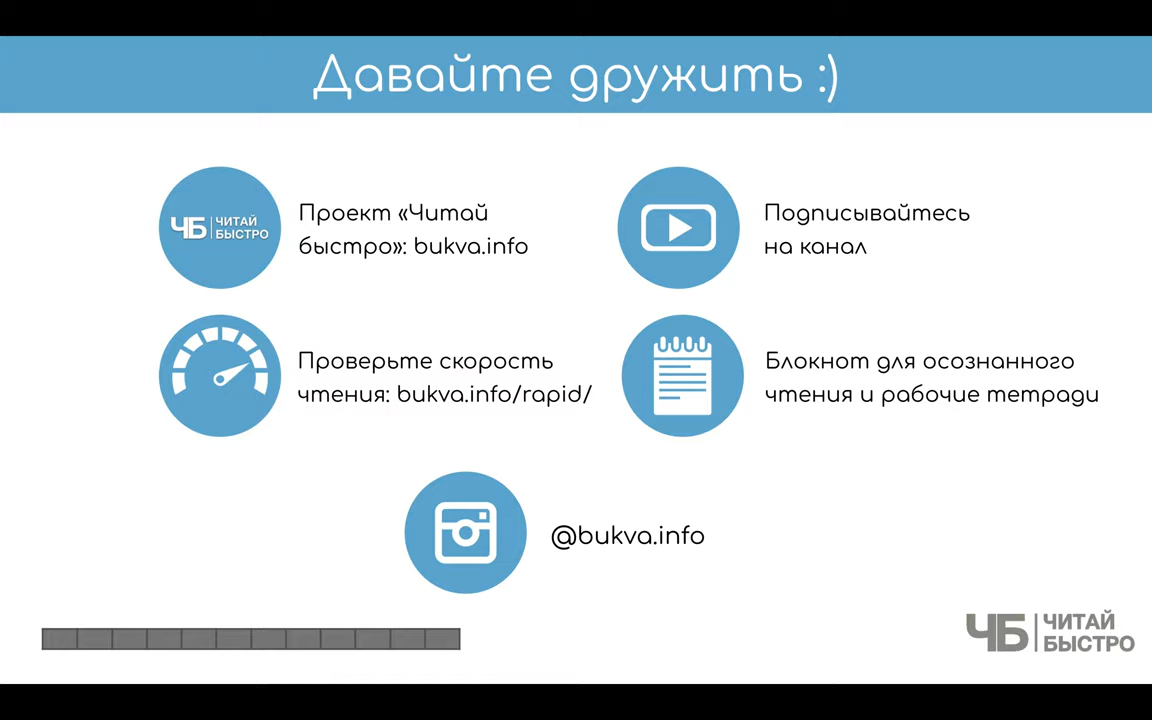 Давайте дружить :)
ЧБ ЧИТАЙ
БЫСТРО
Проект «Читай
быстро»: bukva.info
Подписывайтесь
на канал
Проверьте скорость
чтения: bukva.info/rapid/
Блокнот для осознанного
чтения и рабочие тетради
@bukva.info
ЧБ ЧИТАЙ
БЫСТРО